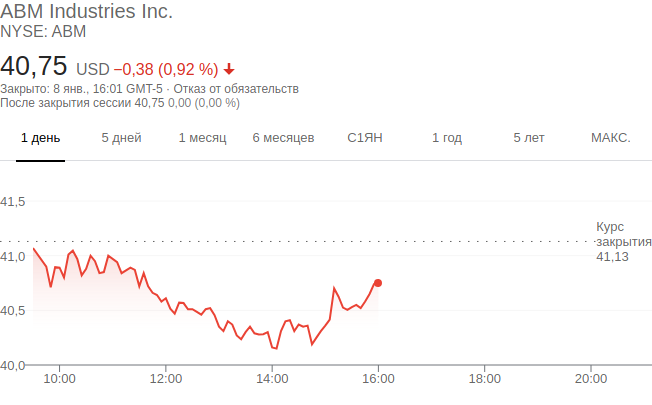 ABM Industries Inc.
NYSE: ABM
40,75 USD −0,38 (0,92 %)
Закрыто: 8 янв., 16:01 GMT-5 · Отказ от обязательств
После закрытия сессии 40,75 0,00 (0,00 %)
1 день 5 дней 1 месяц 6 месяцев С1ЯН 1 год 5 лет МАКС.
41,5
Курс
закрытия
41,0
41,13
40,5
40,0
10:00 12:00 14:00 16:00 18:00 20:00